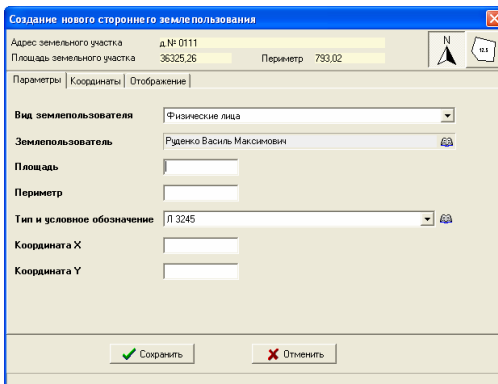 Создание нового стороннего землепользования
Адрес земельного участка д.№ 0111
Площадь земельного участка 36325,26 Периметр 793,02
N
12.5
Параметры Координаты Отображение
Вид землепользователя Физические лица
Землепользователь Руденко Василь Максимович
Площадь
Периметр
Тип и условное обозначение Л 3245
Координата X
Координата Y
Сохранить Отменить